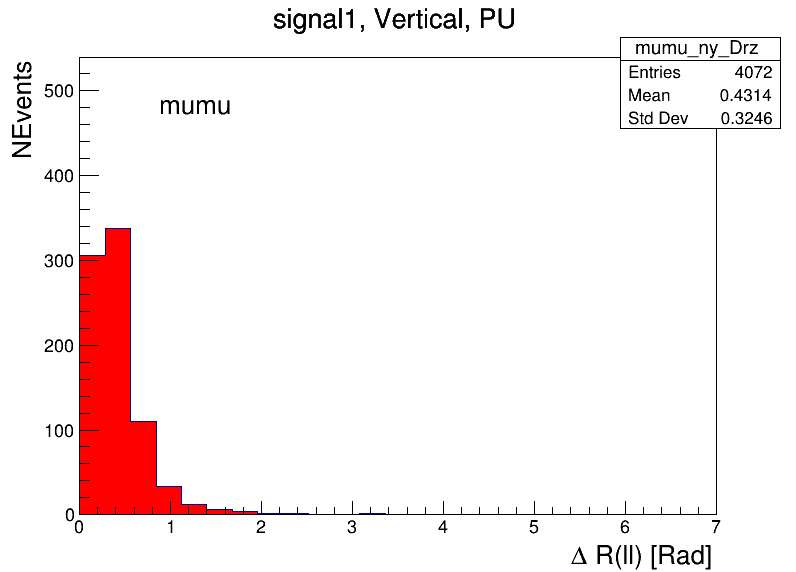 signal1, Vertical, PU
mumu_ny_Drz
Entries 4072
Mean 0.4314
Std Dev 0.3246
NEvents
mumu
500
400
300
200
100
0
0 1 2 3 4 5 6 7
Δ R(ll) [Rad]